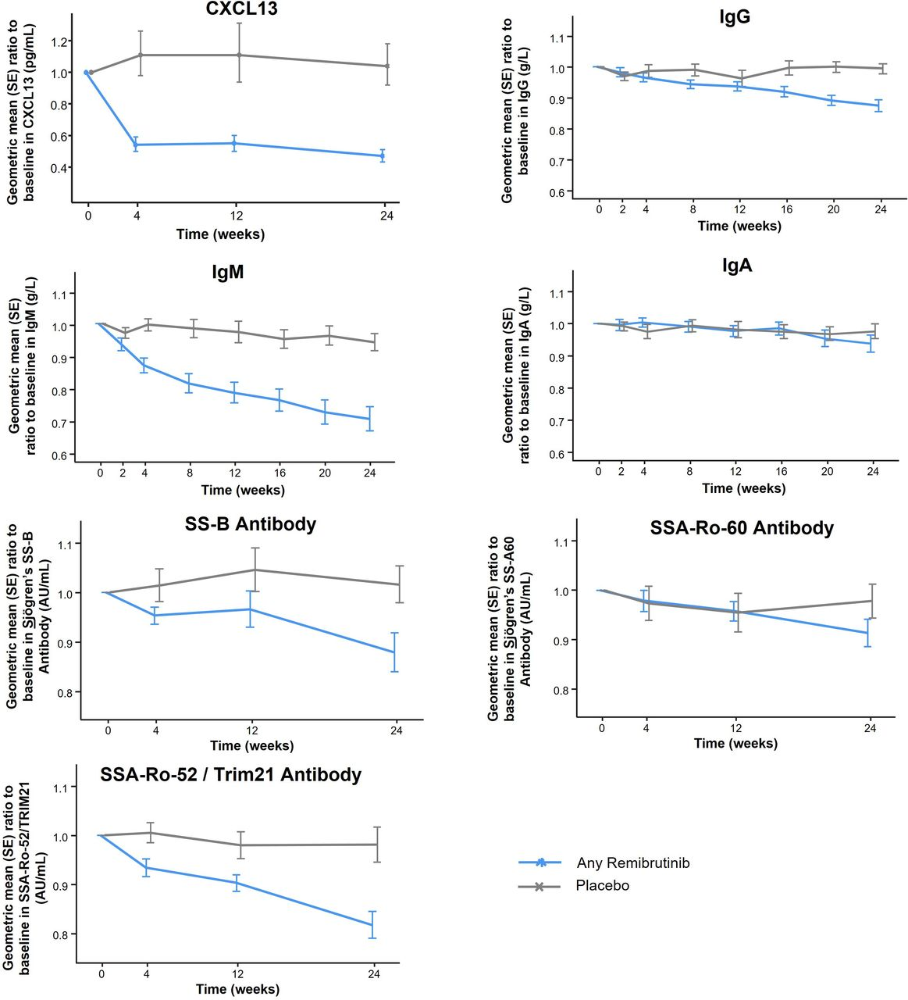 CXCL13
Geometric mean (SE) ratio to
baseline in CXCL13 (pg/mL)
1.2
1.0
0.8
0.6
0.4
0 4 12 24
Time (weeks)
IgG
Geometric mean (SE) ratio to
baseline in IgG (g/L)
1.1
1.0
0.9
0.8
0.7
0.6
0 2 4 8 12 16 20 24
Time (weeks)
IgM
Geometric mean (SE)
ratio to baseline in IgM (g/L)
1.1
1.0
0.9
0.8
0.7
0.6
0 2 4 8 12 16 20 24
Time (weeks)
IgA
Geometric mean (SE)
ratio to baseline in IgA (g/L)
1.1
1.0
0.9
0.8
0.7
0.6
0 2 4 8 12 16 20 24
Time (weeks)
SS-B Antibody
Geometric mean (SE) ratio to
baseline in Sjögren's SS-B
Antibody (AU/mL)
1.1
1.0
0.9
0.8
0 4 12 24
Time (weeks)
SSA-Ro-60 Antibody
Geometric mean (SE) ratio to
baseline in Sjögren's SS-A60
Antibody (AU/mL)
1.1
1.0
0.9
0.8
0 4 12 24
Time (weeks)
SSA-Ro-52 / Trim21 Antibody
Geometric mean (SE) ratio to
baseline in SSA-Ro-52/TRIM21
(AU/mL)
1.1
1.0
0.9
0.8
0 4 12 24
Time (weeks)
Any Remibrutinib
Placebo